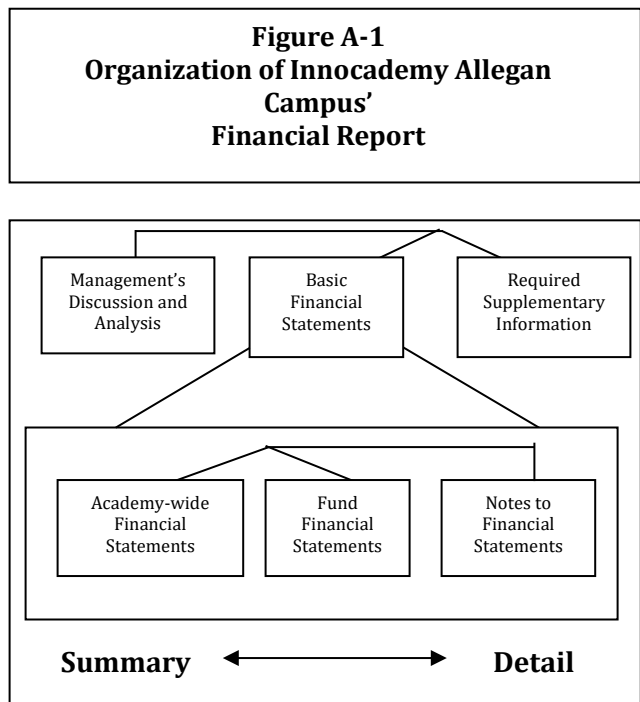 Figure A-1
Organization of Innocademy Allegan
Campus’
Financial Report
Management’s
Discussion and
Analysis
Basic
Financial
Statements
Required
Supplementary
Information
Academy-wide
Financial
Statements
Fund
Financial
Statements
Notes to
Financial
Statements
Summary
Detail